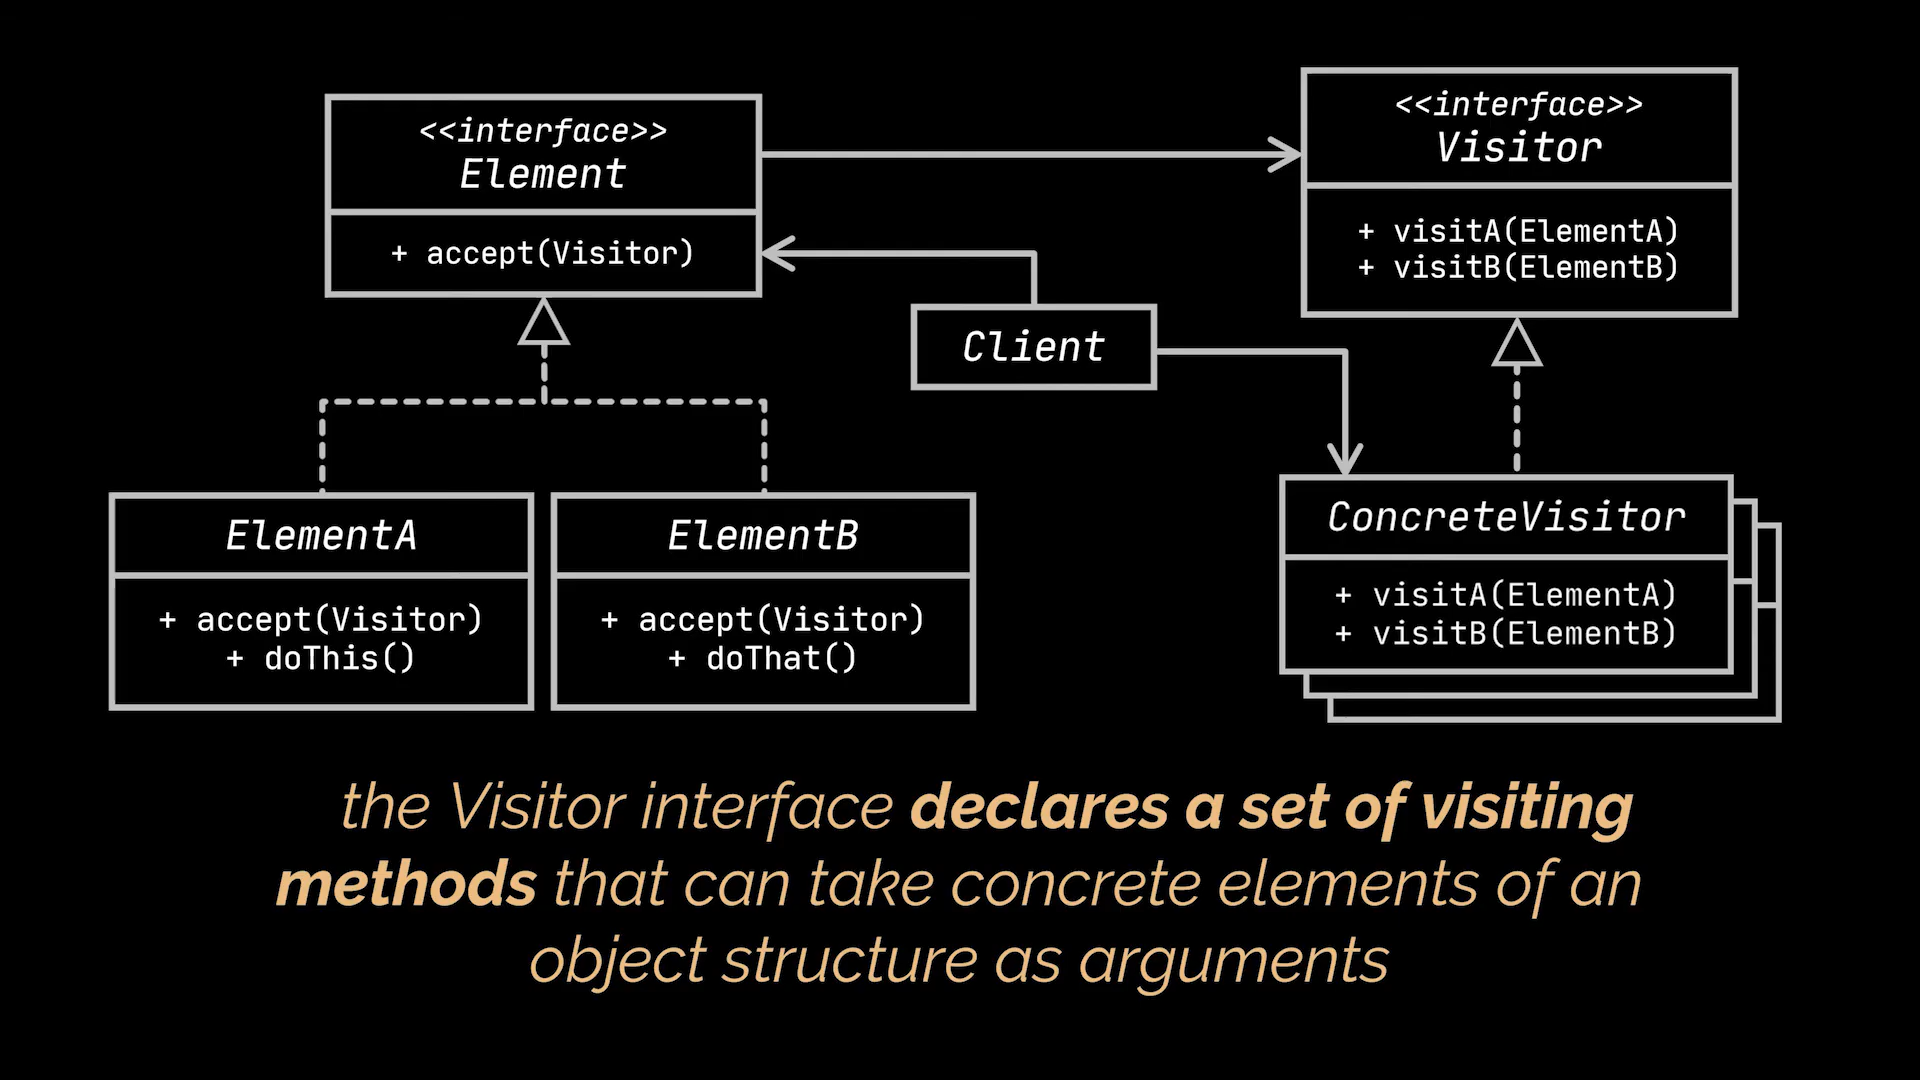 <<interface>>
Element
+ accept(Visitor)
<<interface>>
Visitor
+ visitA(ElementA)
+ visitB(ElementB)
Client
ElementA
+ accept(Visitor)
+ doThis()
ElementB
+ accept(Visitor)
+ doThat()
ConcreteVisitor
+ visitA(ElementA)
+ visitB(ElementB)
the Visitor interface declares a set of visiting
methods that can take concrete elements of an
object structure as arguments